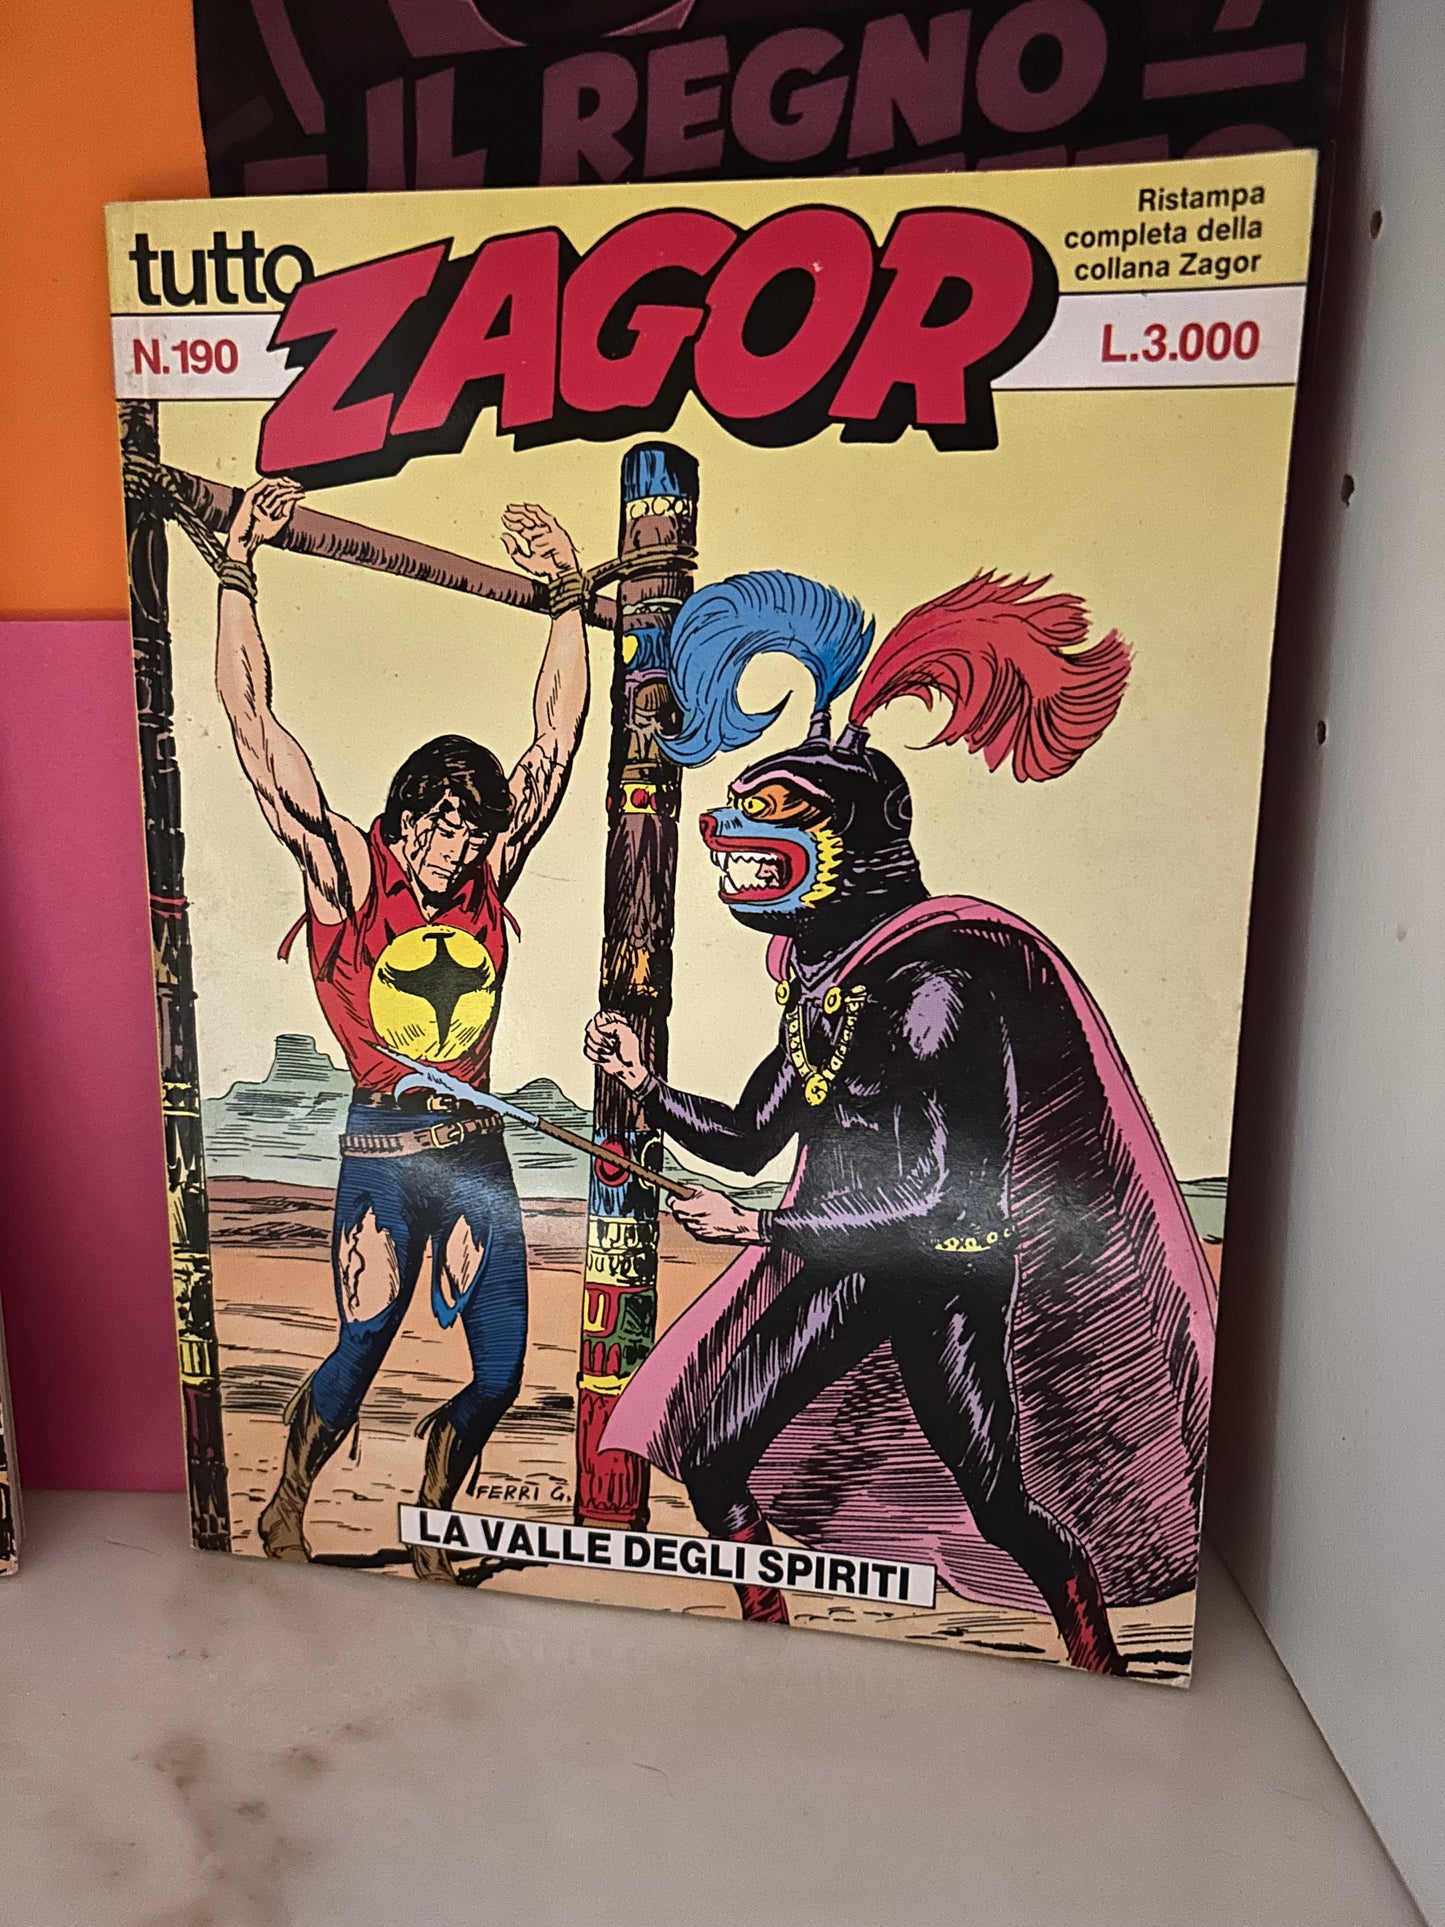 IL REGNO
tutto
ZAGOR
Ristampa
completa della
collana Zagor
N.190
L.3.000
FERRI G.
LA VALLE DEGLI SPIRITI